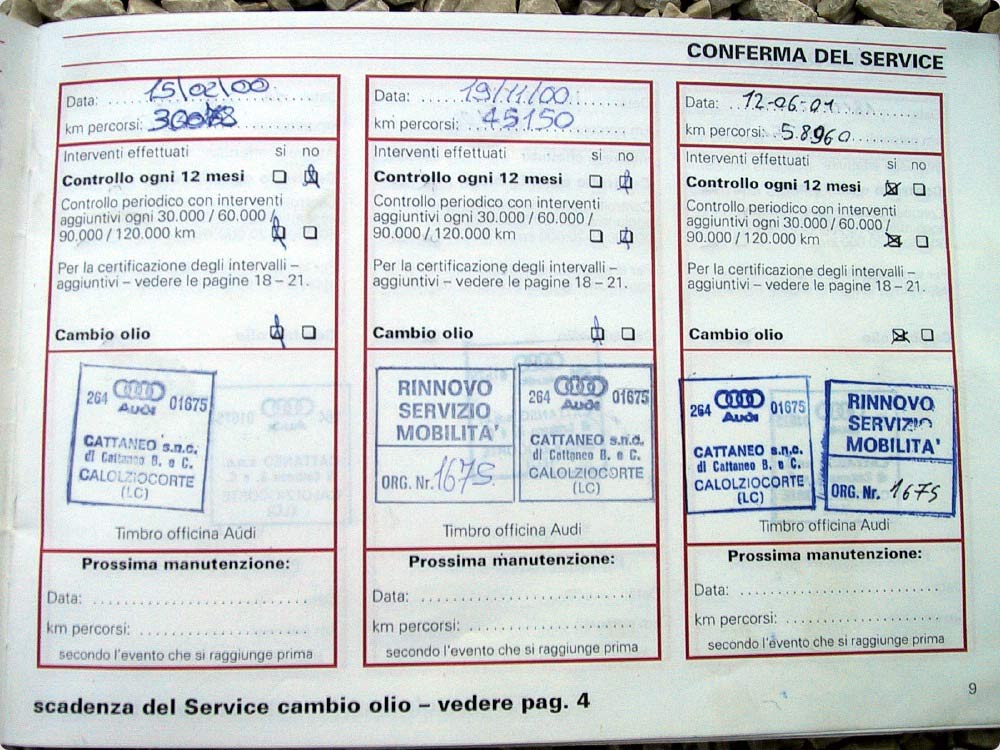 CONFERMA DEL SERVICE
Data: 15/02/00
km percorsi:
Interventi effettuati si no
Controllo ogni 12 mesi
Controllo periodico con interventi
aggiuntivi ogni 30.000 / 60.000 /
90.000 / 120.000 km
Per la certificazione degli intervalli –
aggiuntivi – vedere le pagine 18 – 21.
Cambio olio
264 Audi 01675
CATTANEO s.n.c.
di Cattaneo B. e C.
CALOLZIOCORTE
(LC)
Timbro officina Audi
Prossima manutenzione:
Data:
km percorsi:
secondo l'evento che si raggiunge prima
Data: 19/11/00
km percorsi: 45150
Interventi effettuati si no
Controllo ogni 12 mesi
Controllo periodico con interventi
aggiuntivi ogni 30.000 / 60.000 /
90.000 / 120.000 km
Per la certificazione degli intervalli –
aggiuntivi – vedere le pagine 18 – 21.
Cambio olio
RINNOVO
SERVIZIO
MOBILITA'
ORG. Nr. 1675
264 Audi 01675
CATTANEO s.n.c.
di Cattaneo B. e C.
CALOLZIOCORTE
(LC)
Timbro officina Audi
Prossima manutenzione:
Data:
km percorsi:
secondo l'evento che si raggiunge prima
Data: 12-06-01
km percorsi: 58960
Interventi effettuati si no
Controllo ogni 12 mesi
Controllo periodico con interventi
aggiuntivi ogni 30.000 / 60.000 /
90.000 / 120.000 km
Per la certificazione degli intervalli –
aggiuntivi – vedere le pagine 18 – 21.
Cambio olio
264 Audi 01675
CATTANEO s.n.c.
di Cattaneo B. e C.
CALOLZIOCORTE
(LC)
RINNOVO
SERVIZIO
MOBILITA'
ORG. Nr. 1675
Timbro officina Audi
Prossima manutenzione:
Data:
km percorsi:
secondo l'evento che si raggiunge prima
scadenza del Service cambio olio – vedere pag. 4
9